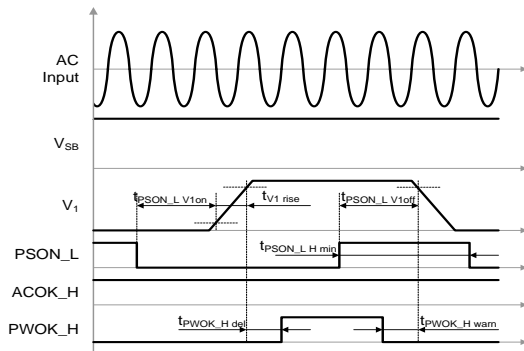 AC
Input
VSB
V1
tPSON_L V1on
tV1 rise
tPSON_L V1off
PSON_L
tPSON_L H min
ACOK_H
PWOK_H
tPWOK_H del
tPWOK_H warn